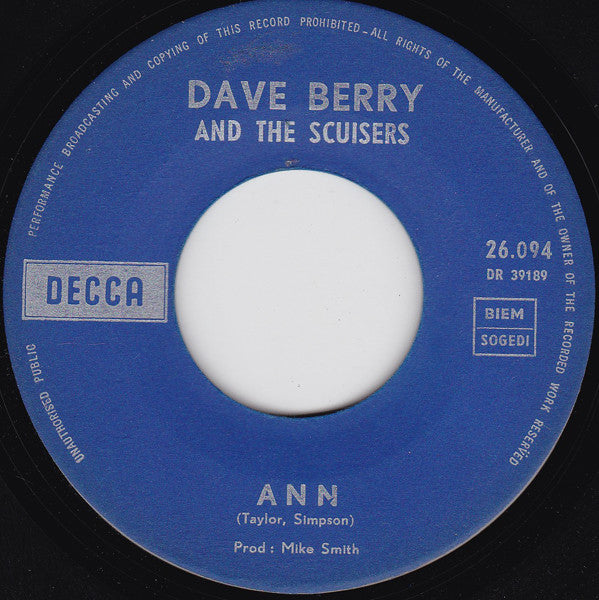 UNAUTHORISED PUBLIC PERFORMANCE BROADCASTING AND COPYING OF THIS RECORD PROHIBITED–ALL RIGHTS OF THE MANUFACTURER AND OF THE OWNER OF THE RECORDED WORK RESERVED
DAVE BERRY
AND THE SCUISERS
DECCA
26.094
DR 39189
BIEM
SOGEDI
ANN
(Taylor, Simpson)
Prod : Mike Smith